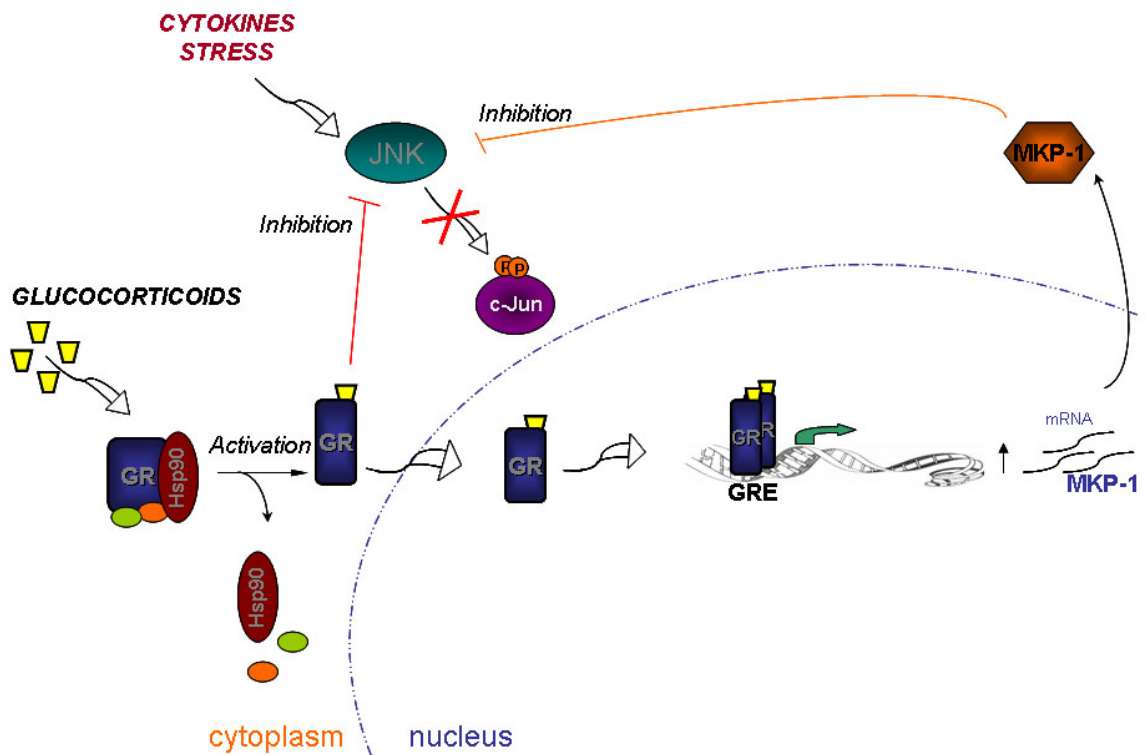 CYTOKINES
STRESS
Inhibition
JNK
MKP-1
Inhibition
P p
c-Jun
GLUCOCORTICOIDS
GR
Hsp90
Activation
GR
GR
GR R
GRE
mRNA
MKP-1
Hsp90
cytoplasm
nucleus